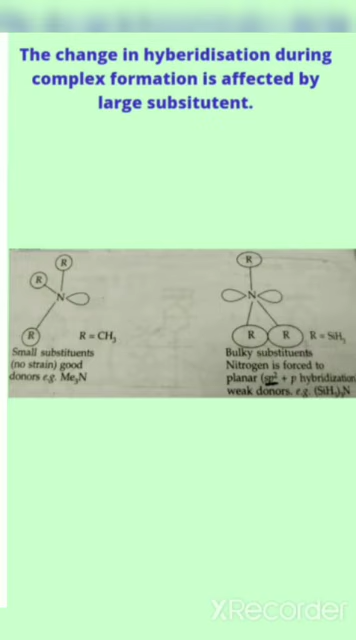 The change in hyberidisation during
complex formation is affected by
large subsitutent.
R
R
N
R
R = CH₃
Small substituents
(no strain) good
donors e.g. Me₃N
R
N
R R R = SiH₃
Bulky substituents
Nitrogen is forced to
planar (sp² + p hybridization
weak donors. e.g. (SiH₃)₃N
XRecorder